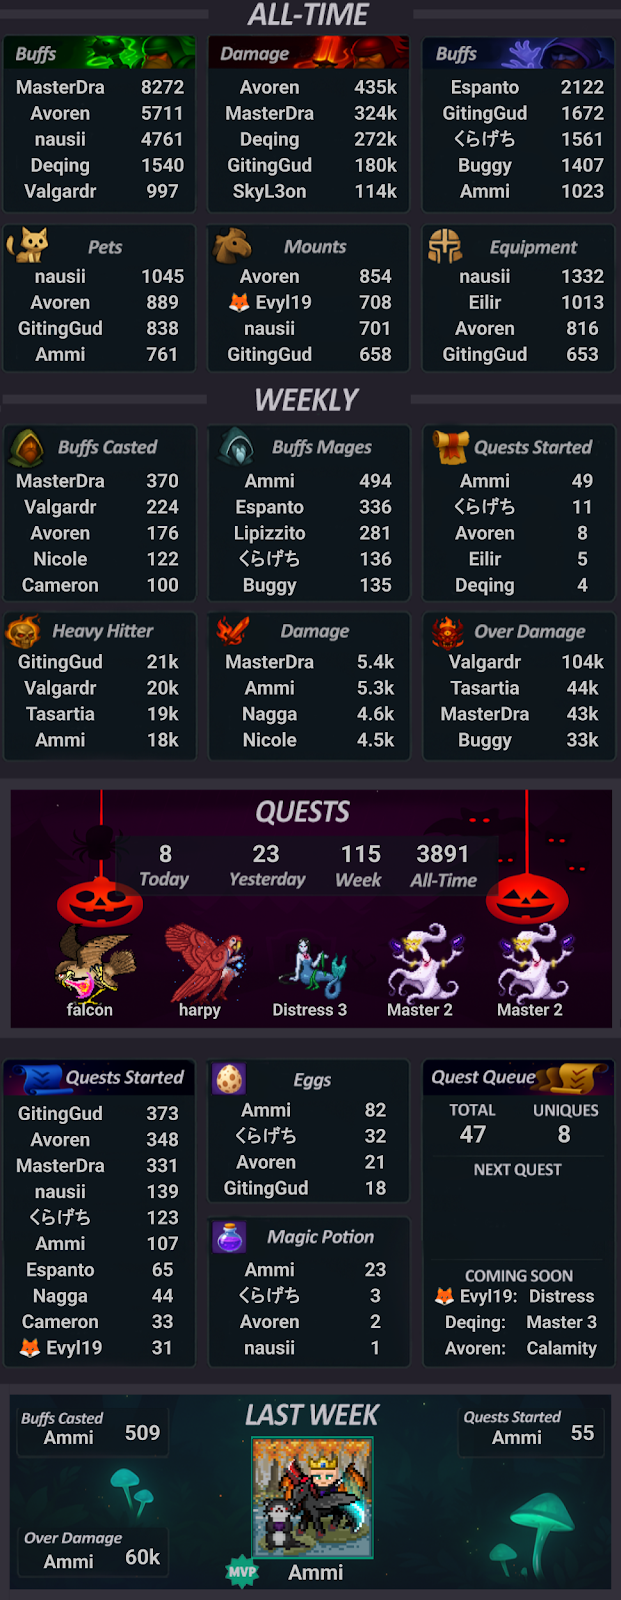 ALL-TIME
Buffs
MasterDra 8272
Avoren 5711
nausii 4761
Deqing 1540
Valgardr 997
Damage
Avoren 435k
MasterDra 324k
Deqing 272k
GitingGud 180k
SkyL3on 114k
Buffs
Espanto 2122
GitingGud 1672
くらげち 1561
Buggy 1407
Ammi 1023
Pets
nausii 1045
Avoren 889
GitingGud 838
Ammi 761
Mounts
Avoren 854
🦊 Evyl19 708
nausii 701
GitingGud 658
Equipment
nausii 1332
Eilir 1013
Avoren 816
GitingGud 653
WEEKLY
Buffs Casted
MasterDra 370
Valgardr 224
Avoren 176
Nicole 122
Cameron 100
Buffs Mages
Ammi 494
Espanto 336
Lipizzito 281
くらげち 136
Buggy 135
Quests Started
Ammi 49
くらげち 11
Avoren 8
Eilir 5
Deqing 4
Heavy Hitter
GitingGud 21k
Valgardr 20k
Tasartia 19k
Ammi 18k
Damage
MasterDra 5.4k
Ammi 5.3k
Nagga 4.6k
Nicole 4.5k
Over Damage
Valgardr 104k
Tasartia 44k
MasterDra 43k
Buggy 33k
QUESTS
8 23 115 3891
Today Yesterday Week All-Time
falcon harpy Distress 3 Master 2 Master 2
Quests Started
GitingGud 373
Avoren 348
MasterDra 331
nausii 139
くらげち 123
Ammi 107
Espanto 65
Nagga 44
Cameron 33
🦊 Evyl19 31
Eggs
Ammi 82
くらげち 32
Avoren 21
GitingGud 18
Magic Potion
Ammi 23
くらげち 3
Avoren 2
nausii 1
Quest Queue
TOTAL UNIQUES
47 8
NEXT QUEST
COMING SOON
🦊 Evyl19: Distress
Deqing: Master 3
Avoren: Calamity
LAST WEEK
Buffs Casted
Ammi 509
Quests Started
Ammi 55
Over Damage
Ammi 60k
MVP
Ammi